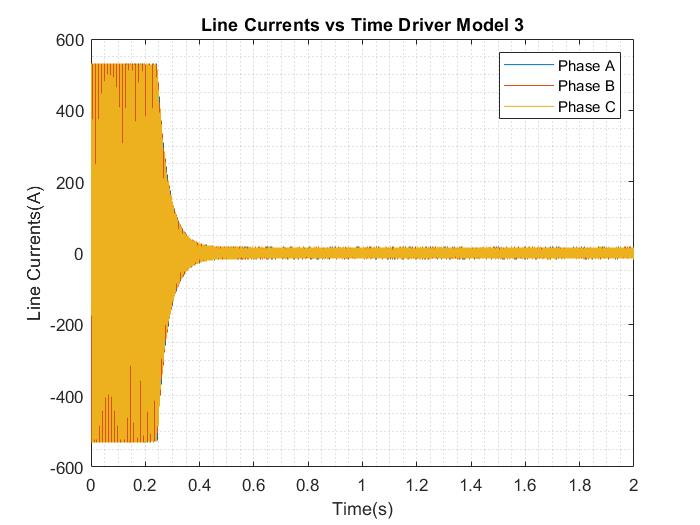 Line Currents vs Time Driver Model 3
Phase A
Phase B
Phase C
Line Currents(A)
600
400
200
0
-200
-400
-600
0 0.2 0.4 0.6 0.8 1 1.2 1.4 1.6 1.8 2
Time(s)